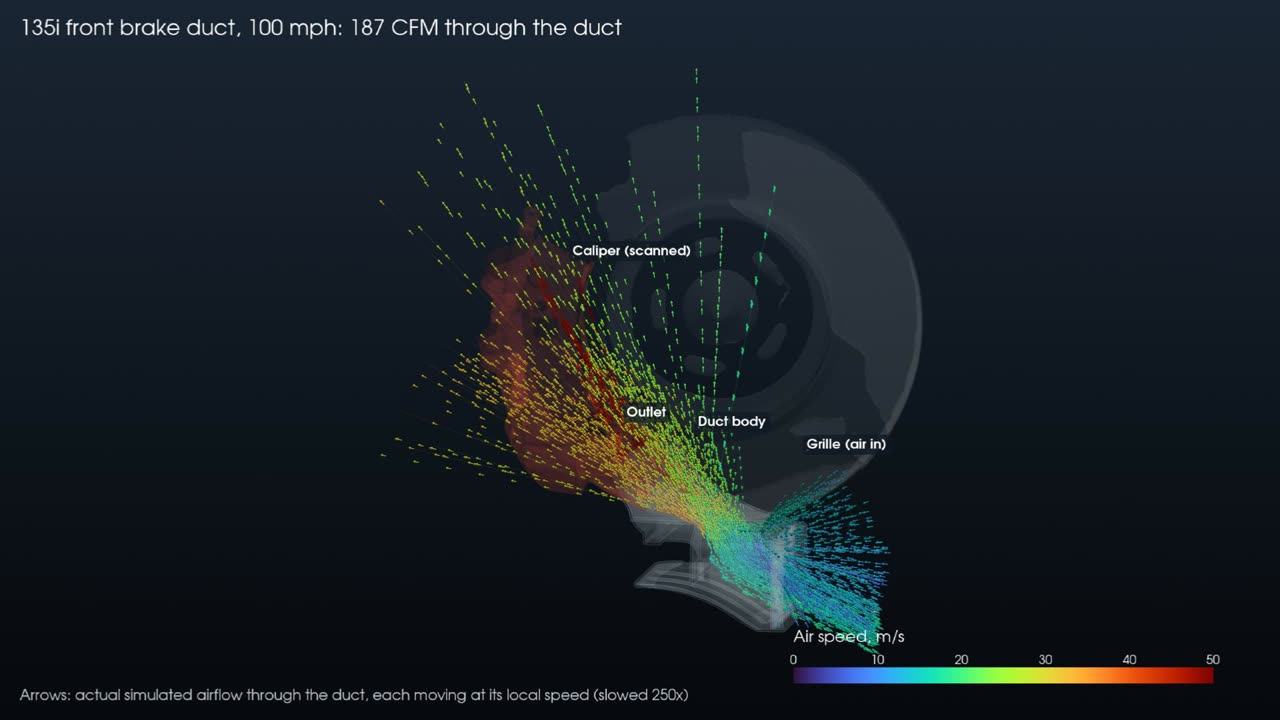 135i front brake duct, 100 mph: 187 CFM through the duct
Caliper (scanned)
Outlet
Duct body
Grille (air in)
Air speed, m/s
0 10 20 30 40 50
Arrows: actual simulated airflow through the duct, each moving at its local speed (slowed 250x)